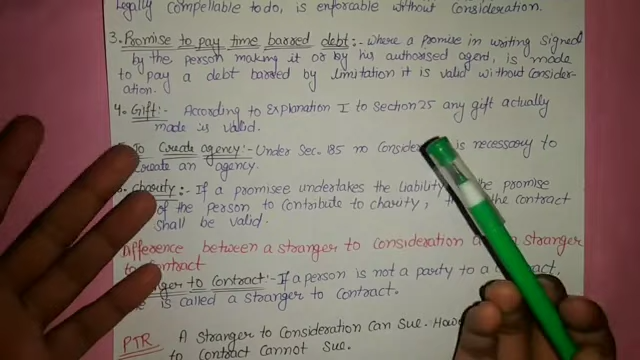 Legally compellable to do, is enforceable without Consideration.
3. Promise to pay time barred debt:- Where a promise in writing signed
by the person making it or by his authorised agent, is made
to pay a debt barred by limitation it is valid without consider-
ation.
4. Gift:- According to Explanation I to Section 25 any gift actually
made is valid.
To Create agency:- Under Sec. 185 no Consider is necessary to
create an agency.
Charity:- If a promisee undertakes the liability the promise
of the person to contribute to charity, the contract
shall be valid.
difference between a stranger to consideration stranger
to Contract
to Contract:- If a person is not a party to a
is called a stranger to contract.
PTR A stranger to Consideration can Sue.
to Contract cannot Sue.